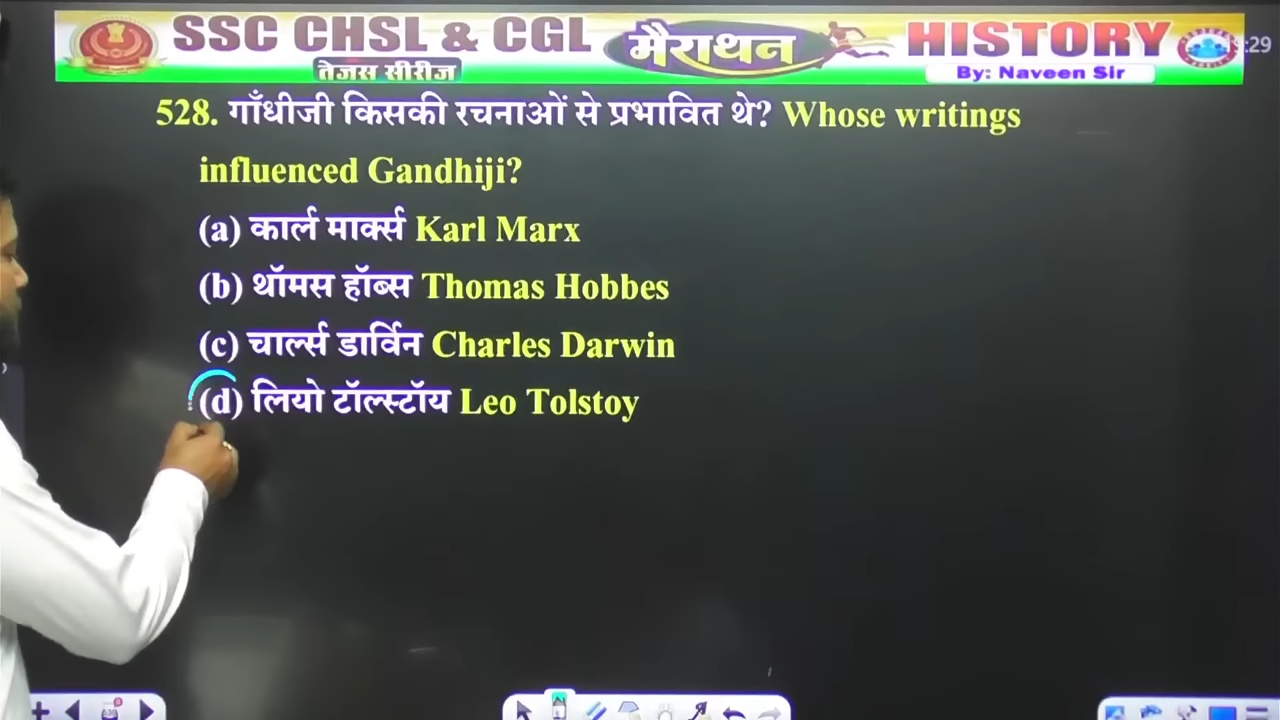 SSC CHSL & CGL मैराथन HISTORY
तेजस सीरीज
By: Naveen Sir
528. गाँधीजी किसकी रचनाओं से प्रभावित थे? Whose writings
influenced Gandhiji?
(a) कार्ल मार्क्स Karl Marx
(b) थॉमस हॉब्स Thomas Hobbes
(c) चार्ल्स डार्विन Charles Darwin
(d) लियो टॉल्स्टॉय Leo Tolstoy